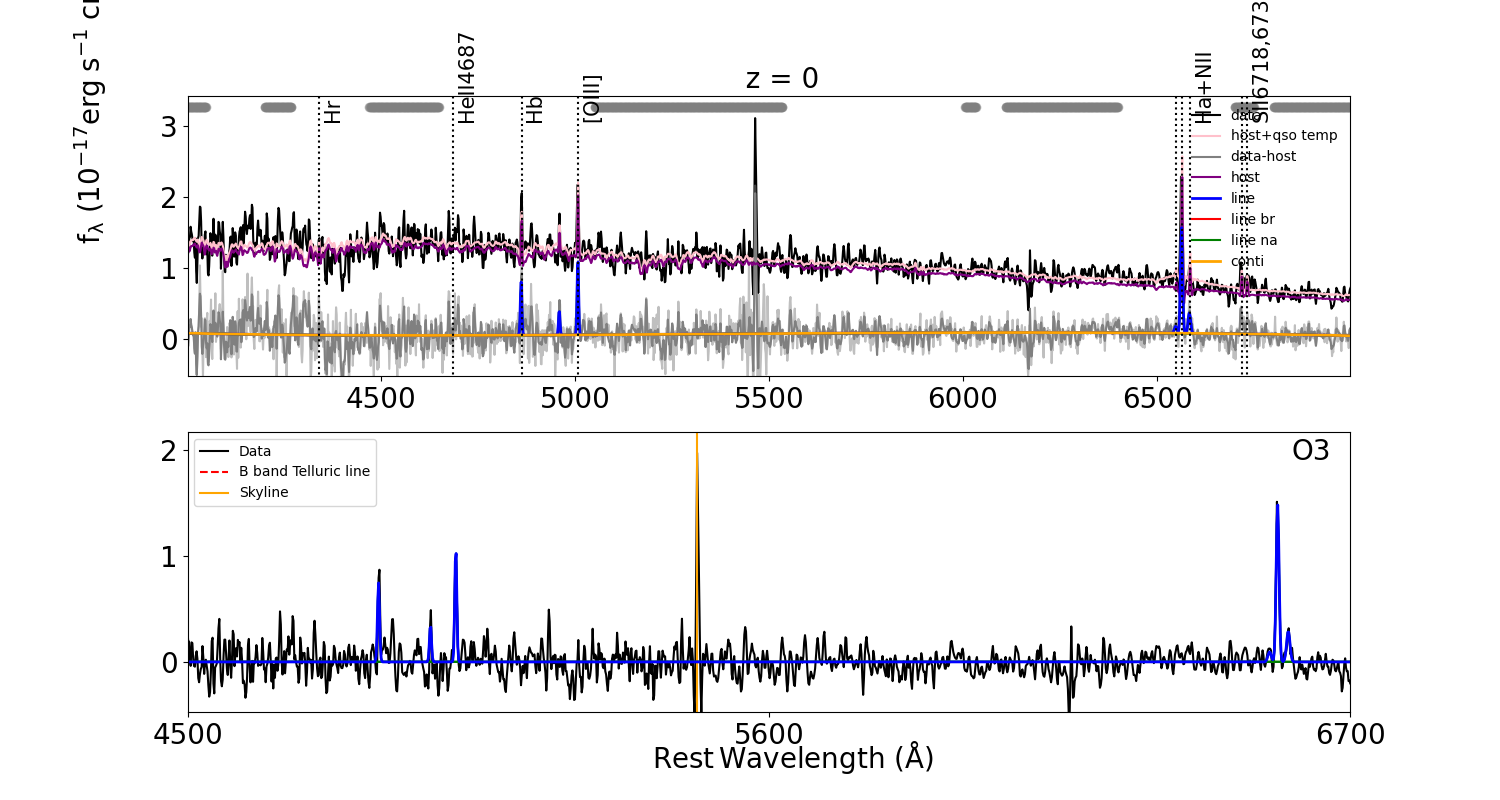 z = 0
fλ (10−17erg s−1 cm
Hr
HeII4687
Hb
[OIII]
Ha+NII
SII6718,673
3
2
1
0
data
host+qso temp
data-host
host
line
line br
line na
conti
4500
5000
5500
6000
6500
2
1
0
Data
B band Telluric line
Skyline
O3
4500
5600
6700
Rest Wavelength (Å)